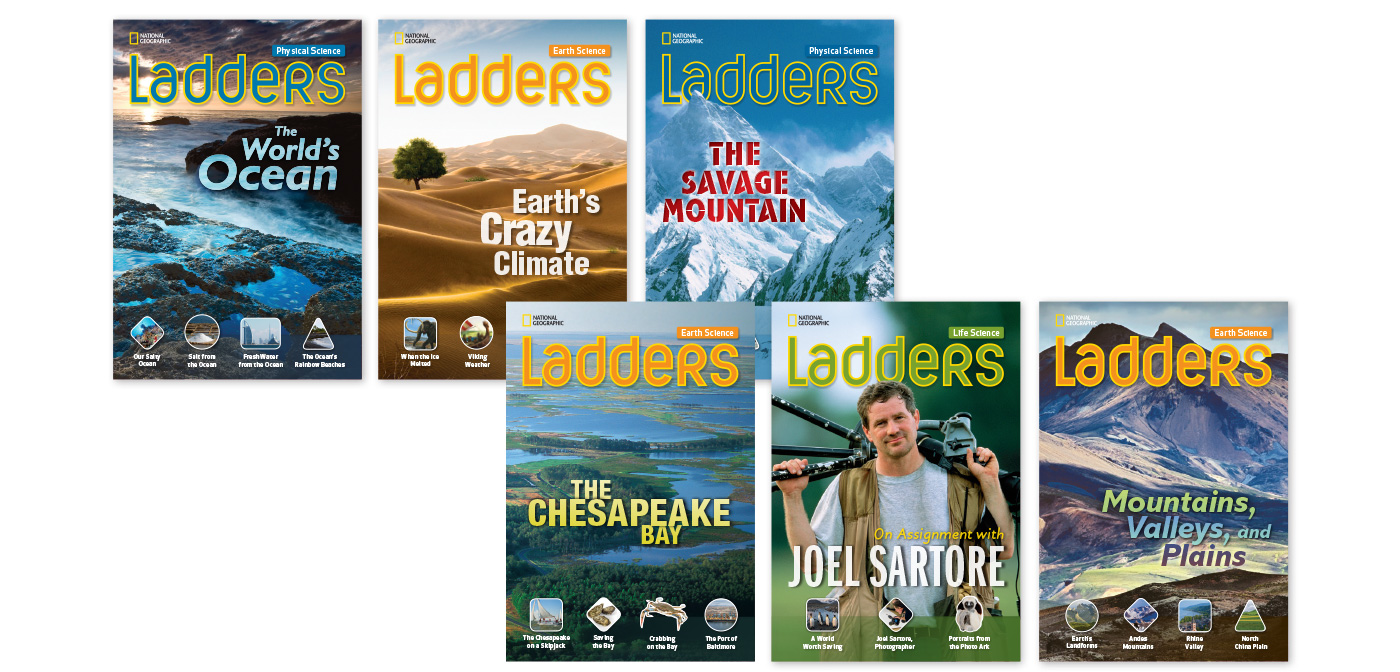 NATIONAL
GEOGRAPHIC
Physical Science
Ladders
The
World's
Ocean
Our Salty
Ocean
Salt from
the Ocean
Fresh Water
from the Ocean
The Ocean's
Rainbow Beaches
NATIONAL
GEOGRAPHIC
Earth Science
Ladders
Earth's
Crazy
Climate
When the Ice
Melted
Viking
Weather
NATIONAL
GEOGRAPHIC
Physical Science
Ladders
THE
SAVAGE
MOUNTAIN
NATIONAL
GEOGRAPHIC
Earth Science
Ladders
THE
CHESAPEAKE
BAY
The Chesapeake
on a Skipjack
Saving
the Bay
Crabbing
on the Bay
The Port of
Baltimore
NATIONAL
GEOGRAPHIC
Life Science
Ladders
On Assignment with
JOEL SARTORE
A World
Worth Saving
Joel Sartore,
Photographer
Portraits from
the Photo Ark
NATIONAL
GEOGRAPHIC
Earth Science
Ladders
Mountains,
Valleys, and
Plains
Earth's
Landforms
Andes
Mountains
Rhine
Valley
North
China Plain